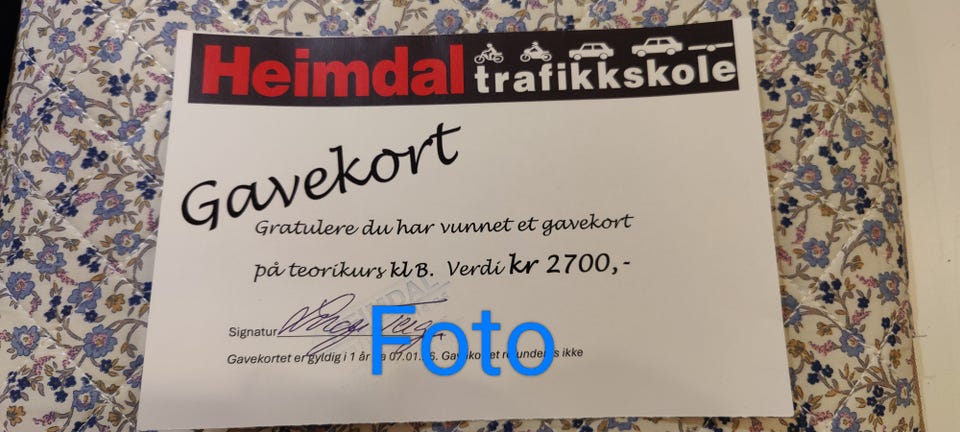 Heimdal trafikkskole
Gavekort
Gratulere du har vunnet et gavekort
på teorikurs kl B. Verdi kr 2700,-
HEIMDAL
Signatur
Foto
Gavekortet er gyldig i 1 år